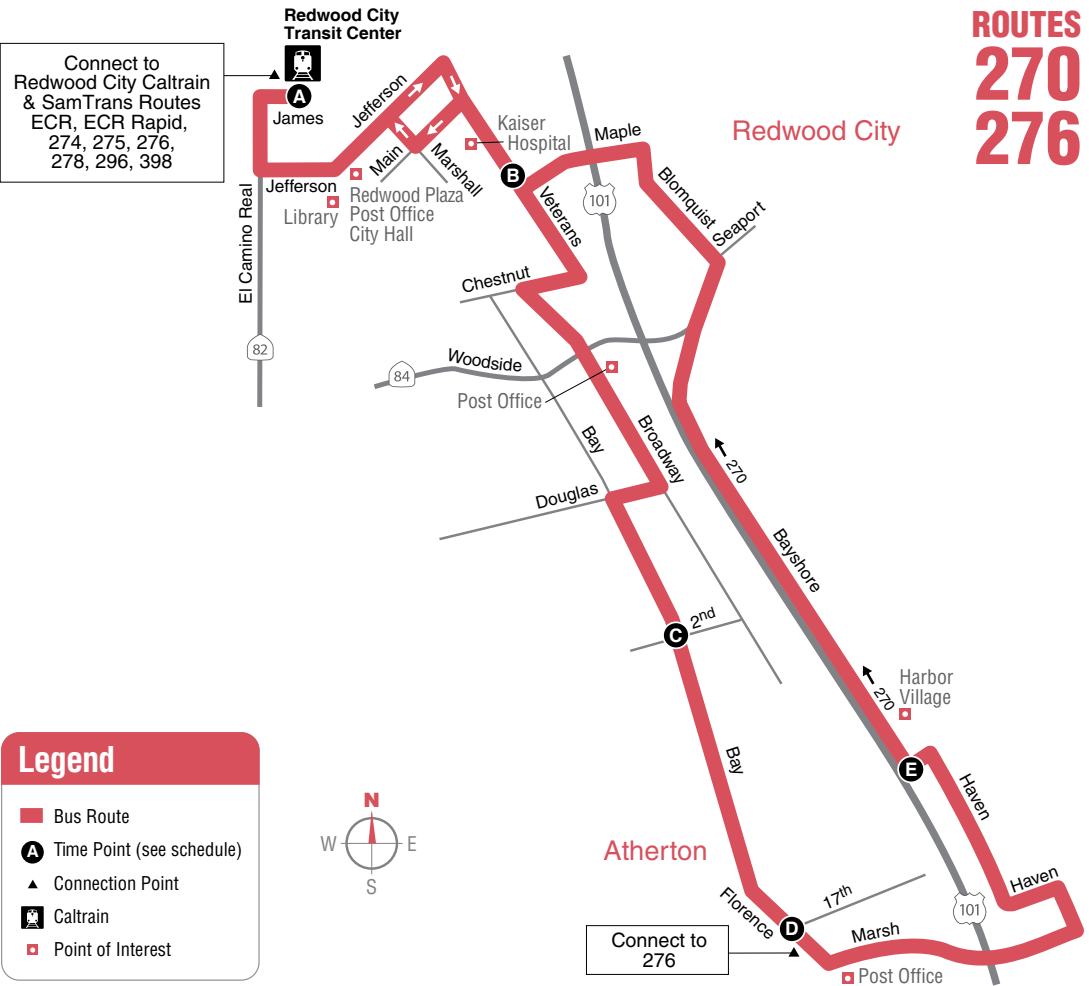 ROUTES
270
276
Redwood City
Transit Center
Connect to
Redwood City Caltrain
& SamTrans Routes
ECR, ECR Rapid,
274, 275, 276,
278, 296, 398
A
James
Jefferson
Main
Marshall
Kaiser
Hospital
B
Maple
Redwood City
101
Blomquist
Seaport
Veterans
Jefferson
Library
Redwood Plaza
Post Office
City Hall
El Camino Real
82
Chestnut
Woodside
84
Post Office
Bay
Broadway
Douglas
270
Bayshore
C
2nd
270
Harbor
Village
E
Haven
Bay
Atherton
Haven
101
17th
Florence
D
Marsh
Connect to
276
Post Office
N
W
E
S
Legend
Bus Route
A Time Point (see schedule)
Connection Point
Caltrain
Point of Interest